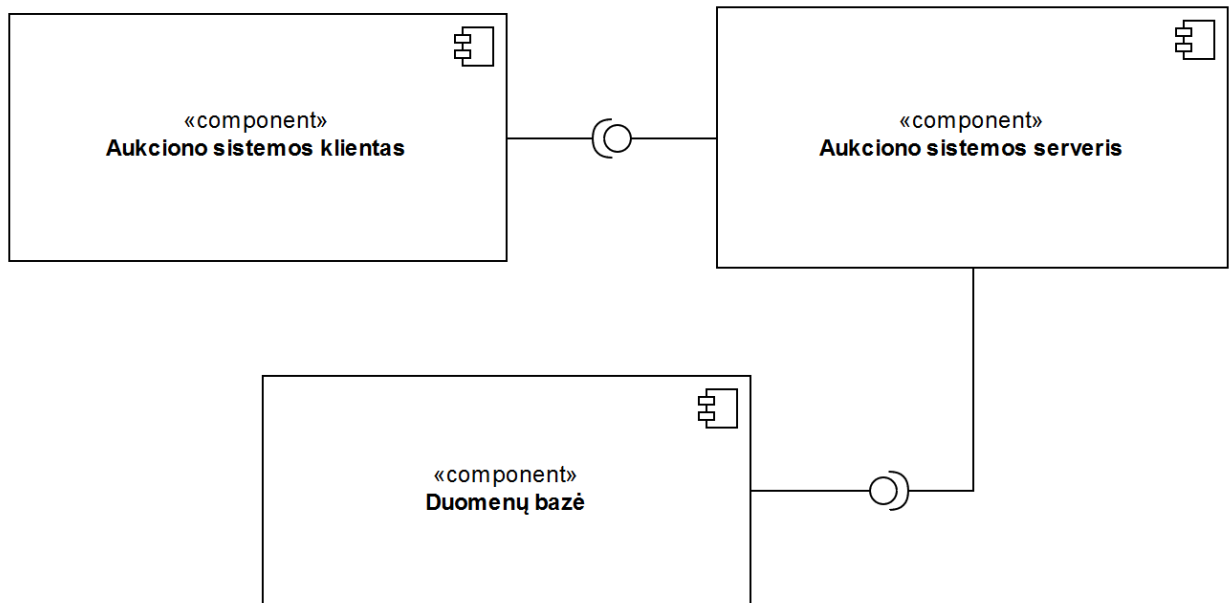 «component»
Aukciono sistemos klientas
«component»
Aukciono sistemos serveris
«component»
Duomenų bazė